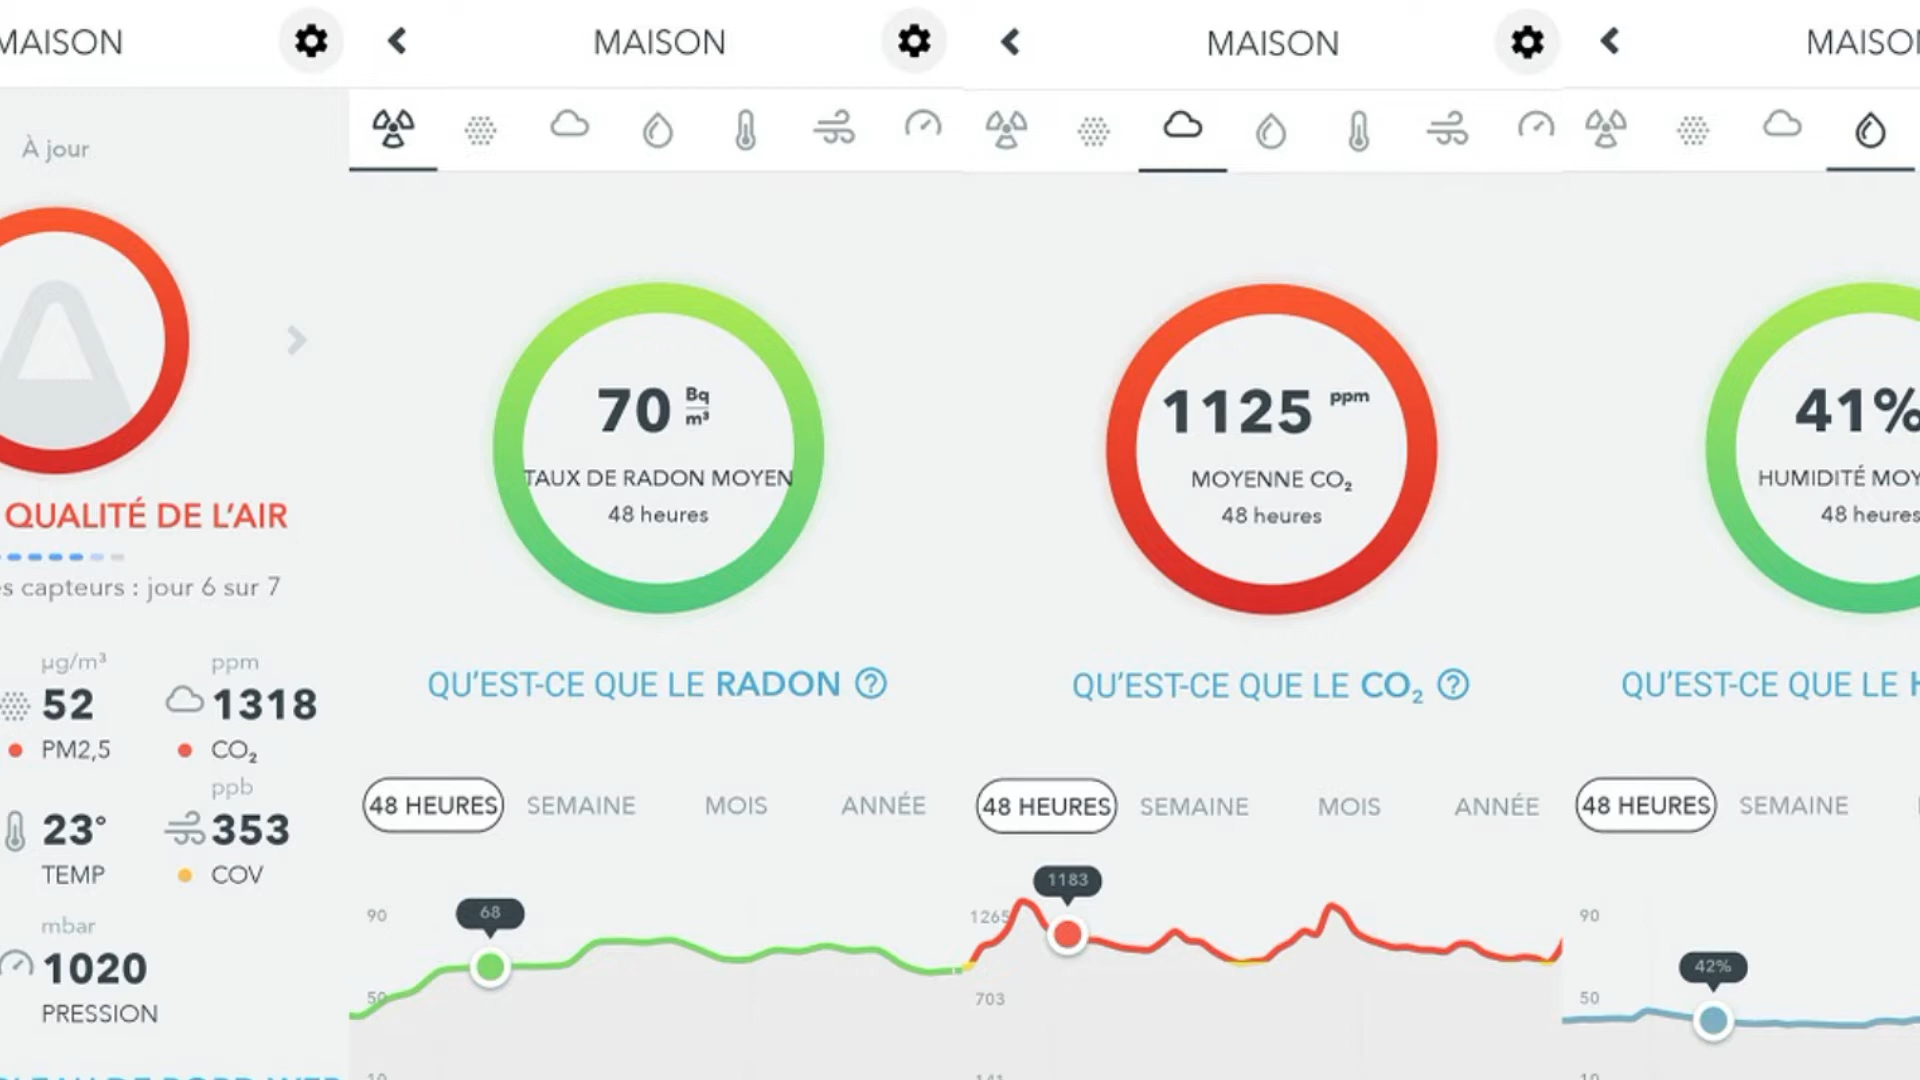 MAISON
À jour
QUALITÉ DE L'AIR
capteurs : jour 6 sur 7
µg/m³
52
PM2,5
ppm
1318
CO₂
23°
TEMP
ppb
353
COV
mbar
1020
PRESSION
MAISON
70 Bq/m³
TAUX DE RADON MOYEN
48 heures
QU'EST-CE QUE LE RADON ?
48 HEURES SEMAINE MOIS ANNÉE
90
68
50
10
MAISON
1125 ppm
MOYENNE CO₂
48 heures
QU'EST-CE QUE LE CO₂ ?
48 HEURES SEMAINE MOIS ANNÉE
1183
1265
703
141
41%
HUMIDITÉ
48 heures
QU'EST-CE QUE LE
48 HEURES SEMAINE
90
42%
50
10